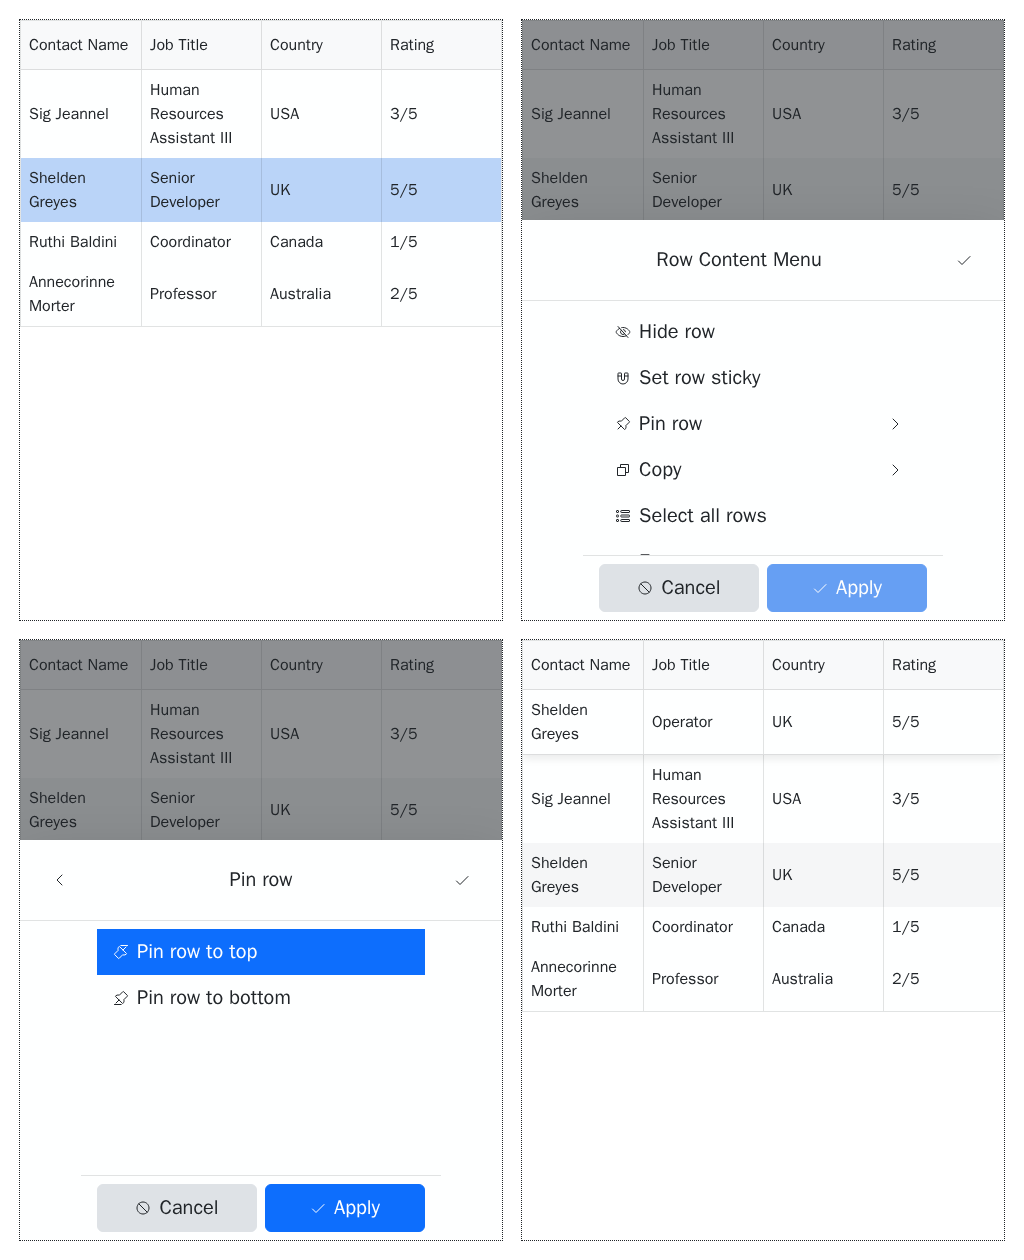 Contact Name Job Title Country Rating
Sig Jeannel Human Resources Assistant III USA 3/5
Shelden Greyes Senior Developer UK 5/5
Ruthi Baldini Coordinator Canada 1/5
Annecorinne Morter Professor Australia 2/5
Contact Name Job Title Country Rating
Sig Jeannel Human Resources Assistant III USA 3/5
Shelden Greyes Senior Developer UK 5/5
Row Content Menu
Hide row
Set row sticky
Pin row
Copy
Select all rows
Cancel Apply
Contact Name Job Title Country Rating
Sig Jeannel Human Resources Assistant III USA 3/5
Shelden Greyes Senior Developer UK 5/5
Pin row
Pin row to top
Pin row to bottom
Cancel Apply
Contact Name Job Title Country Rating
Shelden Greyes Operator UK 5/5
Sig Jeannel Human Resources Assistant III USA 3/5
Shelden Greyes Senior Developer UK 5/5
Ruthi Baldini Coordinator Canada 1/5
Annecorinne Morter Professor Australia 2/5